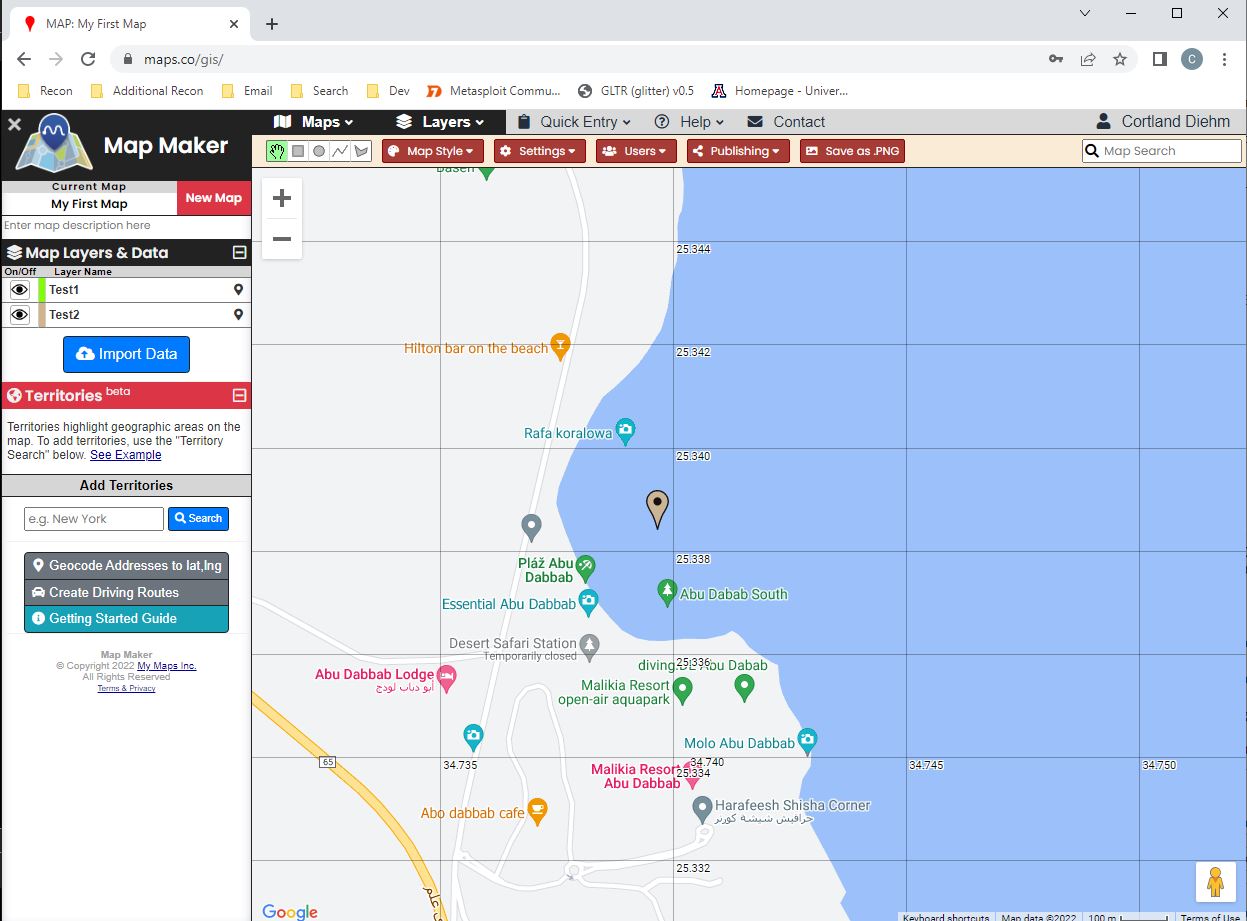 MAP: My First Map
maps.co/gis/
C
Recon
Additional Recon
Email
Search
Dev
Metasploit Commu...
GLTR (glitter) v0.5
Homepage - Univer...
Map Maker
Maps
Layers
Quick Entry
Help
Contact
Cortland Diehm
Map Style
Settings
Users
Publishing
Save as .PNG
Map Search
Current Map
My First Map
New Map
Enter map description here
Map Layers & Data
On/Off Layer Name
Test1
Test2
Import Data
Territories beta
Territories highlight geographic areas on the
map. To add territories, use the "Territory
Search" below. See Example
Add Territories
e.g. New York
Search
Geocode Addresses to lat,lng
Create Driving Routes
Getting Started Guide
Map Maker
© Copyright 2022 My Maps Inc.
All Rights Reserved
Terms & Privacy
25.344
Hilton bar on the beach
25.342
Rafa koralowa
25.340
25.338
Pláž Abu
Dabbab
Abu Dabab South
Essential Abu Dabbab
Desert Safari Station
Temporarily closed
25.336
diving.DE Abu Dabab
Abu Dabbab Lodge
أبو دباب لودج
Malikia Resort
open-air aquapark
Molo Abu Dabbab
65
34.735
34.740
34.745
34.750
Malikia Resort
25.334
Abu Dabbab
Harafeesh Shisha Corner
حرافيش شيشة كورنر
Abo dabbab cafe
25.332
Google
Keyboard shortcuts
Map data ©2022
100 m
Terms of Use